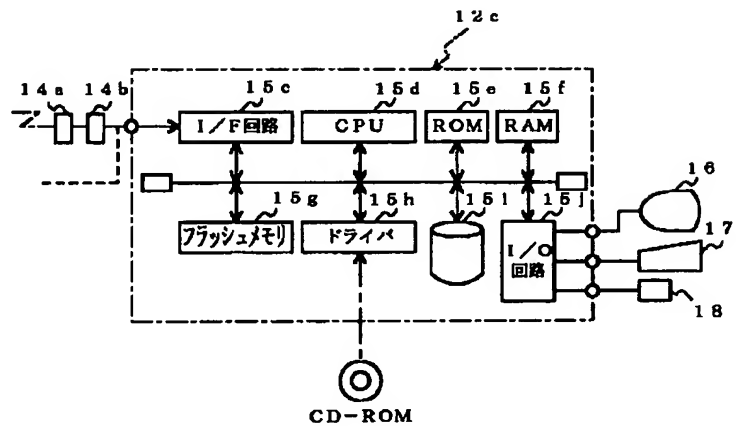 12c
14a 14b
15c 15d 15e 15f
I/F回路 CPU ROM RAM
15g 15h 15i 15j
フラッシュメモリ ドライバ I/O回路
16
17
18
CD-ROM